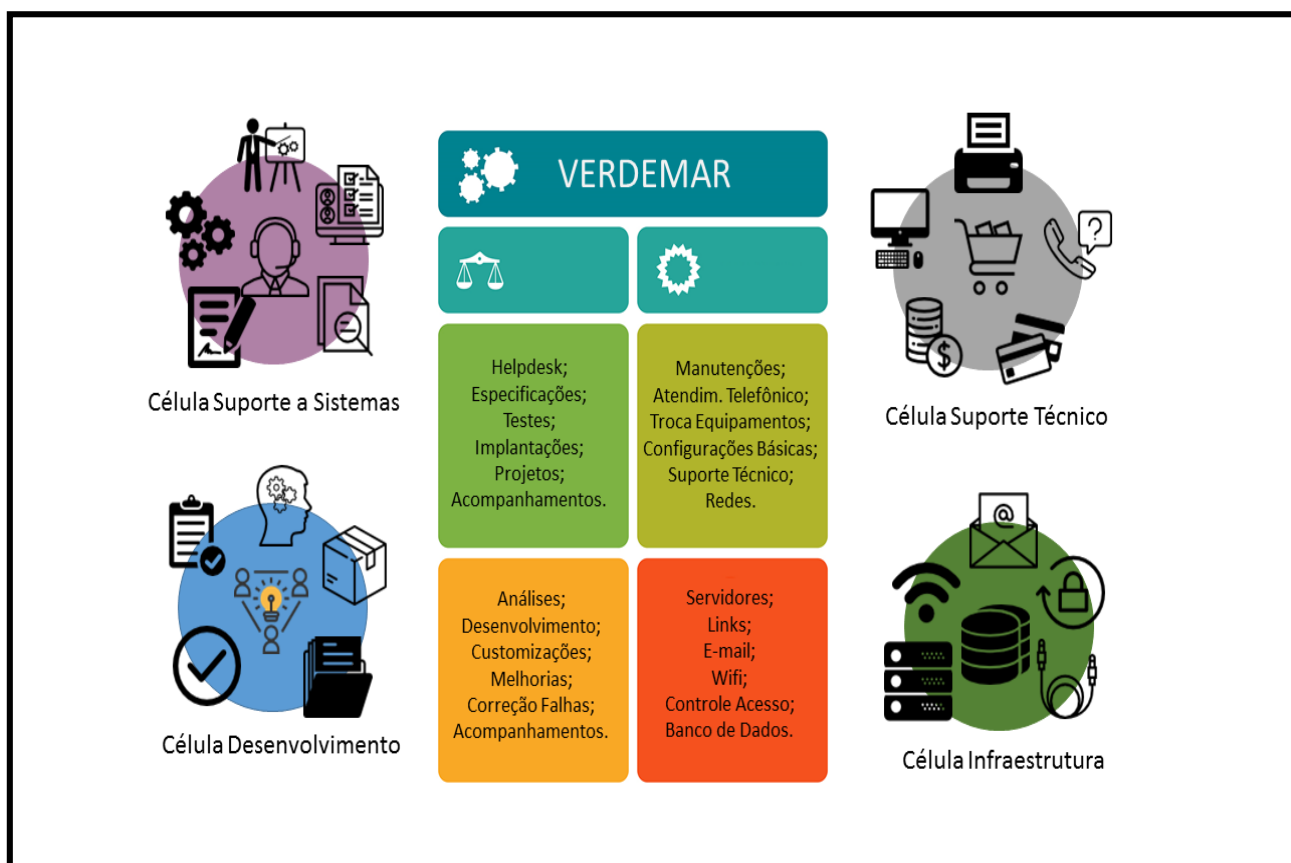 VERDEMAR
Célula Suporte a Sistemas
Helpdesk;
Especificações;
Testes;
Implantações;
Projetos;
Acompanhamentos.
Manutenções;
Atendim. Telefônico;
Troca Equipamentos;
Configurações Básicas;
Suporte Técnico;
Redes.
Célula Suporte Técnico
?
$
Célula Desenvolvimento
Análises;
Desenvolvimento;
Customizações;
Melhorias;
Correção Falhas;
Acompanhamentos.
Servidores;
Links;
E-mail;
Wifi;
Controle Acesso;
Banco de Dados.
@
Célula Infraestrutura